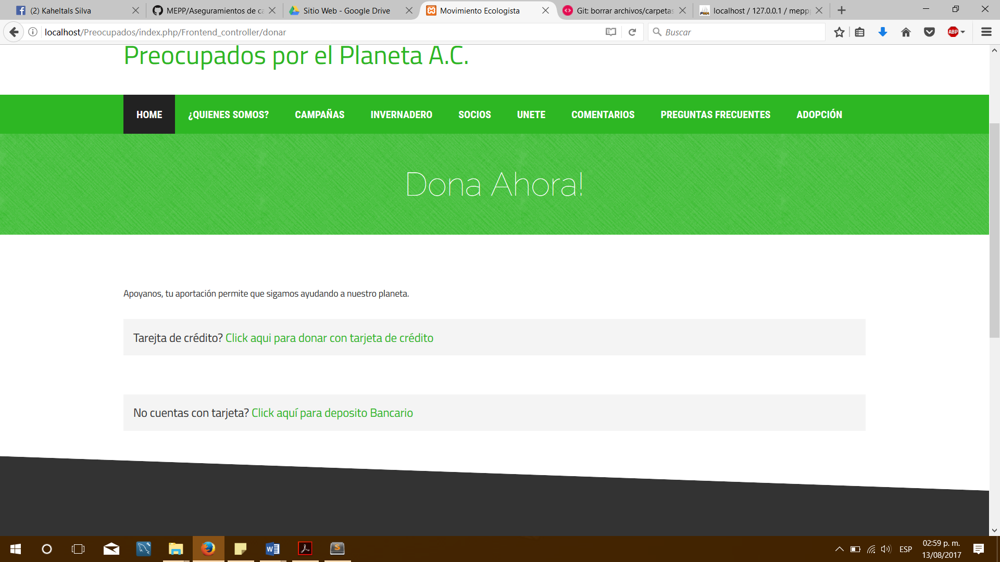 (2) Kaheltals Silva
MEPP/Aseguramientos de ca
Sitio Web - Google Drive
Movimiento Ecologista
Git: borrar archivos/carpetas
localhost / 127.0.0.1 / mepp
localhost/Preocupados/index.php/Frontend_controller/donar
Buscar
ABP
Preocupados por el Planeta A.C.
HOME ¿QUIENES SOMOS? CAMPAÑAS INVERNADERO SOCIOS UNETE COMENTARIOS PREGUNTAS FRECUENTES ADOPCIÓN
Dona Ahora!
Apoyanos, tu aportación permite que sigamos ayudando a nuestro planeta.
Tarejta de crédito? Click aqui para donar con tarjeta de crédito
No cuentas con tarjeta? Click aquí para deposito Bancario
ESP
02:59 p. m.
13/08/2017